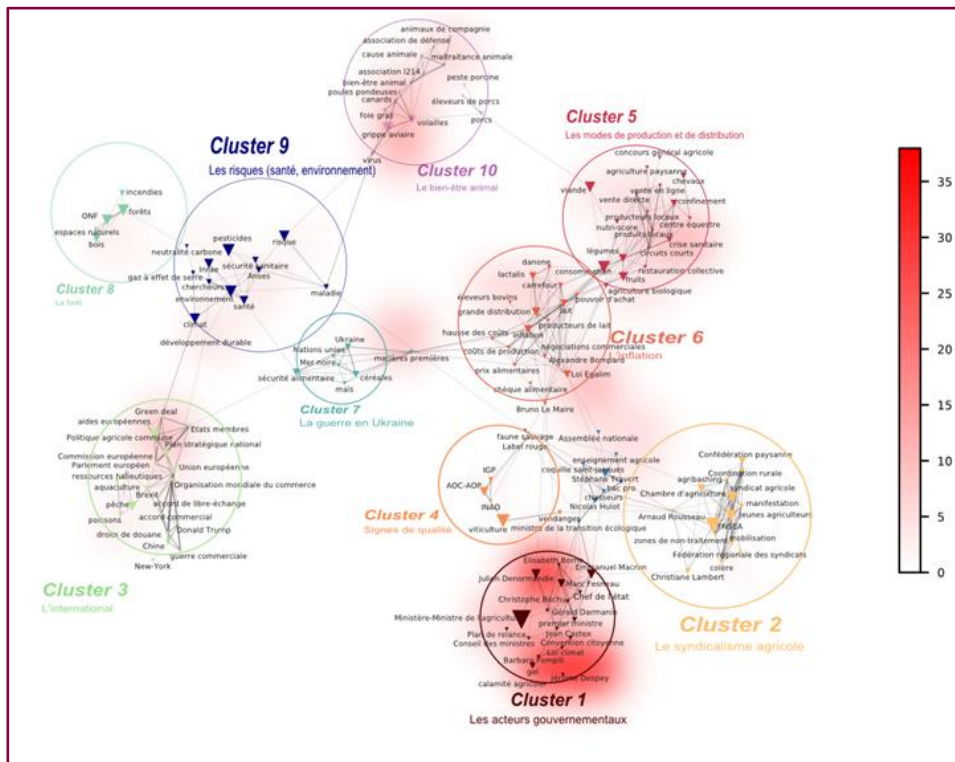 animaux de compagnie
association de défense
cause animale
maltraitance animale
association l214
bien-être animal
peste porcine
poules pondeuses
canards
éleveurs de porcs
foie gras
volailles
porcs
grippe aviaire
virus
Cluster 10
Le bien-être animal
Cluster 5
Les modes de production et de distribution
concours général agricole
agriculture paysanne
chevaux
viande
vente en ligne
vente directe
confinement
producteurs locaux
centre équestre
nutri-score
produits locaux
crise sanitaire
légumes
circuits courts
consommation
restauration collective
fruits
agriculture biologique
Cluster 9
Les risques (santé, environnement)
pesticides
risque
neutralité carbone
sécurité sanitaire
Inrae
Anses
gaz à effet de serre
chercheurs
environnement
santé
maladie
climat
développement durable
incendies
ONF
forêts
espaces naturels
bois
Cluster 8
La forêt
danone
lactalis
carrefour
éleveurs bovins
pouvoir d'achat
grande distribution
lait
producteurs de lait
hausse des coûts
inflation
négociations commerciales
coûts de production
Alexandre Bompard
prix alimentaires
Loi Egalim
chèque alimentaire
Bruno Le Maire
Cluster 6
L'inflation
Ukraine
Nations unies
matières premières
Mer noire
sécurité alimentaire
céréales
maïs
Cluster 7
La guerre en Ukraine
Green deal
aides européennes
Etats membres
Politique agricole commune
Plan stratégique national
Commission européenne
Parlement européen
Union européenne
ressources halieutiques
Organisation mondiale du commerce
aquaculture
Brexit
accord de libre-échange
pêche
accord commercial
poissons
Donald Trump
droits de douane
Chine
guerre commerciale
New-York
Cluster 3
L'international
faune sauvage
Label rouge
Assemblée nationale
IGP
enseignement agricole
coquille saint-jacques
AOC-AOP
Stéphane Travert
bac pro
INAO
chasseurs
Nicolas Hulot
vendanges
viticulture
ministre de la transition écologique
Cluster 4
Signes de qualité
Confédération paysanne
Coordination rurale
agribashing
syndicat agricole
Chambre d'agriculture
manifestation
Arnaud Rousseau
Jeunes agriculteurs
FNSEA
zones de non-traitement
mobilisation
Fédération régionale des syndicats
colère
Christiane Lambert
Cluster 2
Le syndicalisme agricole
Elisabeth Borne
Emmanuel Macron
Julien Denormandie
Marc Fesneau
Christophe Béchu
Chef de l'état
Gérald Darmanin
Ministère-Ministre de l'agriculture
premier ministre
Plan de relance
Jean Castex
Conseil des ministres
Convention citoyenne
Loi climat
Barbara Pompili
gel
Jérôme Despey
calamité agricole
Cluster 1
Les acteurs gouvernementaux
35
30
25
20
15
10
5
0